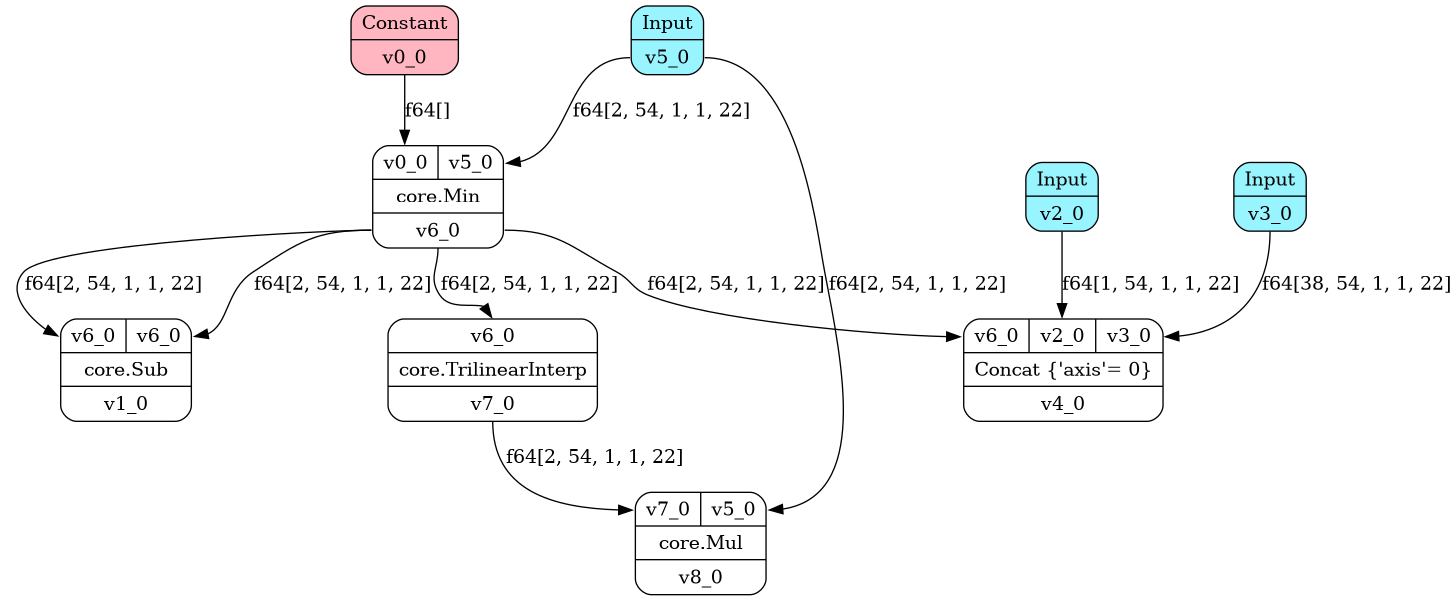 Constant
v0_0
Input
v5_0
f64[]
f64[2, 54, 1, 1, 22]
v0_0 v5_0
core.Min
v6_0
Input
v2_0
Input
v3_0
f64[2, 54, 1, 1, 22]
f64[2, 54, 1, 1, 22]
f64[2, 54, 1, 1, 22]
f64[2, 54, 1, 1, 22]
f64[2, 54, 1, 1, 22]
f64[1, 54, 1, 1, 22]
f64[38, 54, 1, 1, 22]
v6_0 v6_0
core.Sub
v1_0
v6_0
core.TrilinearInterp
v7_0
v6_0 v2_0 v3_0
Concat {'axis'= 0}
v4_0
f64[2, 54, 1, 1, 22]
v7_0 v5_0
core.Mul
v8_0